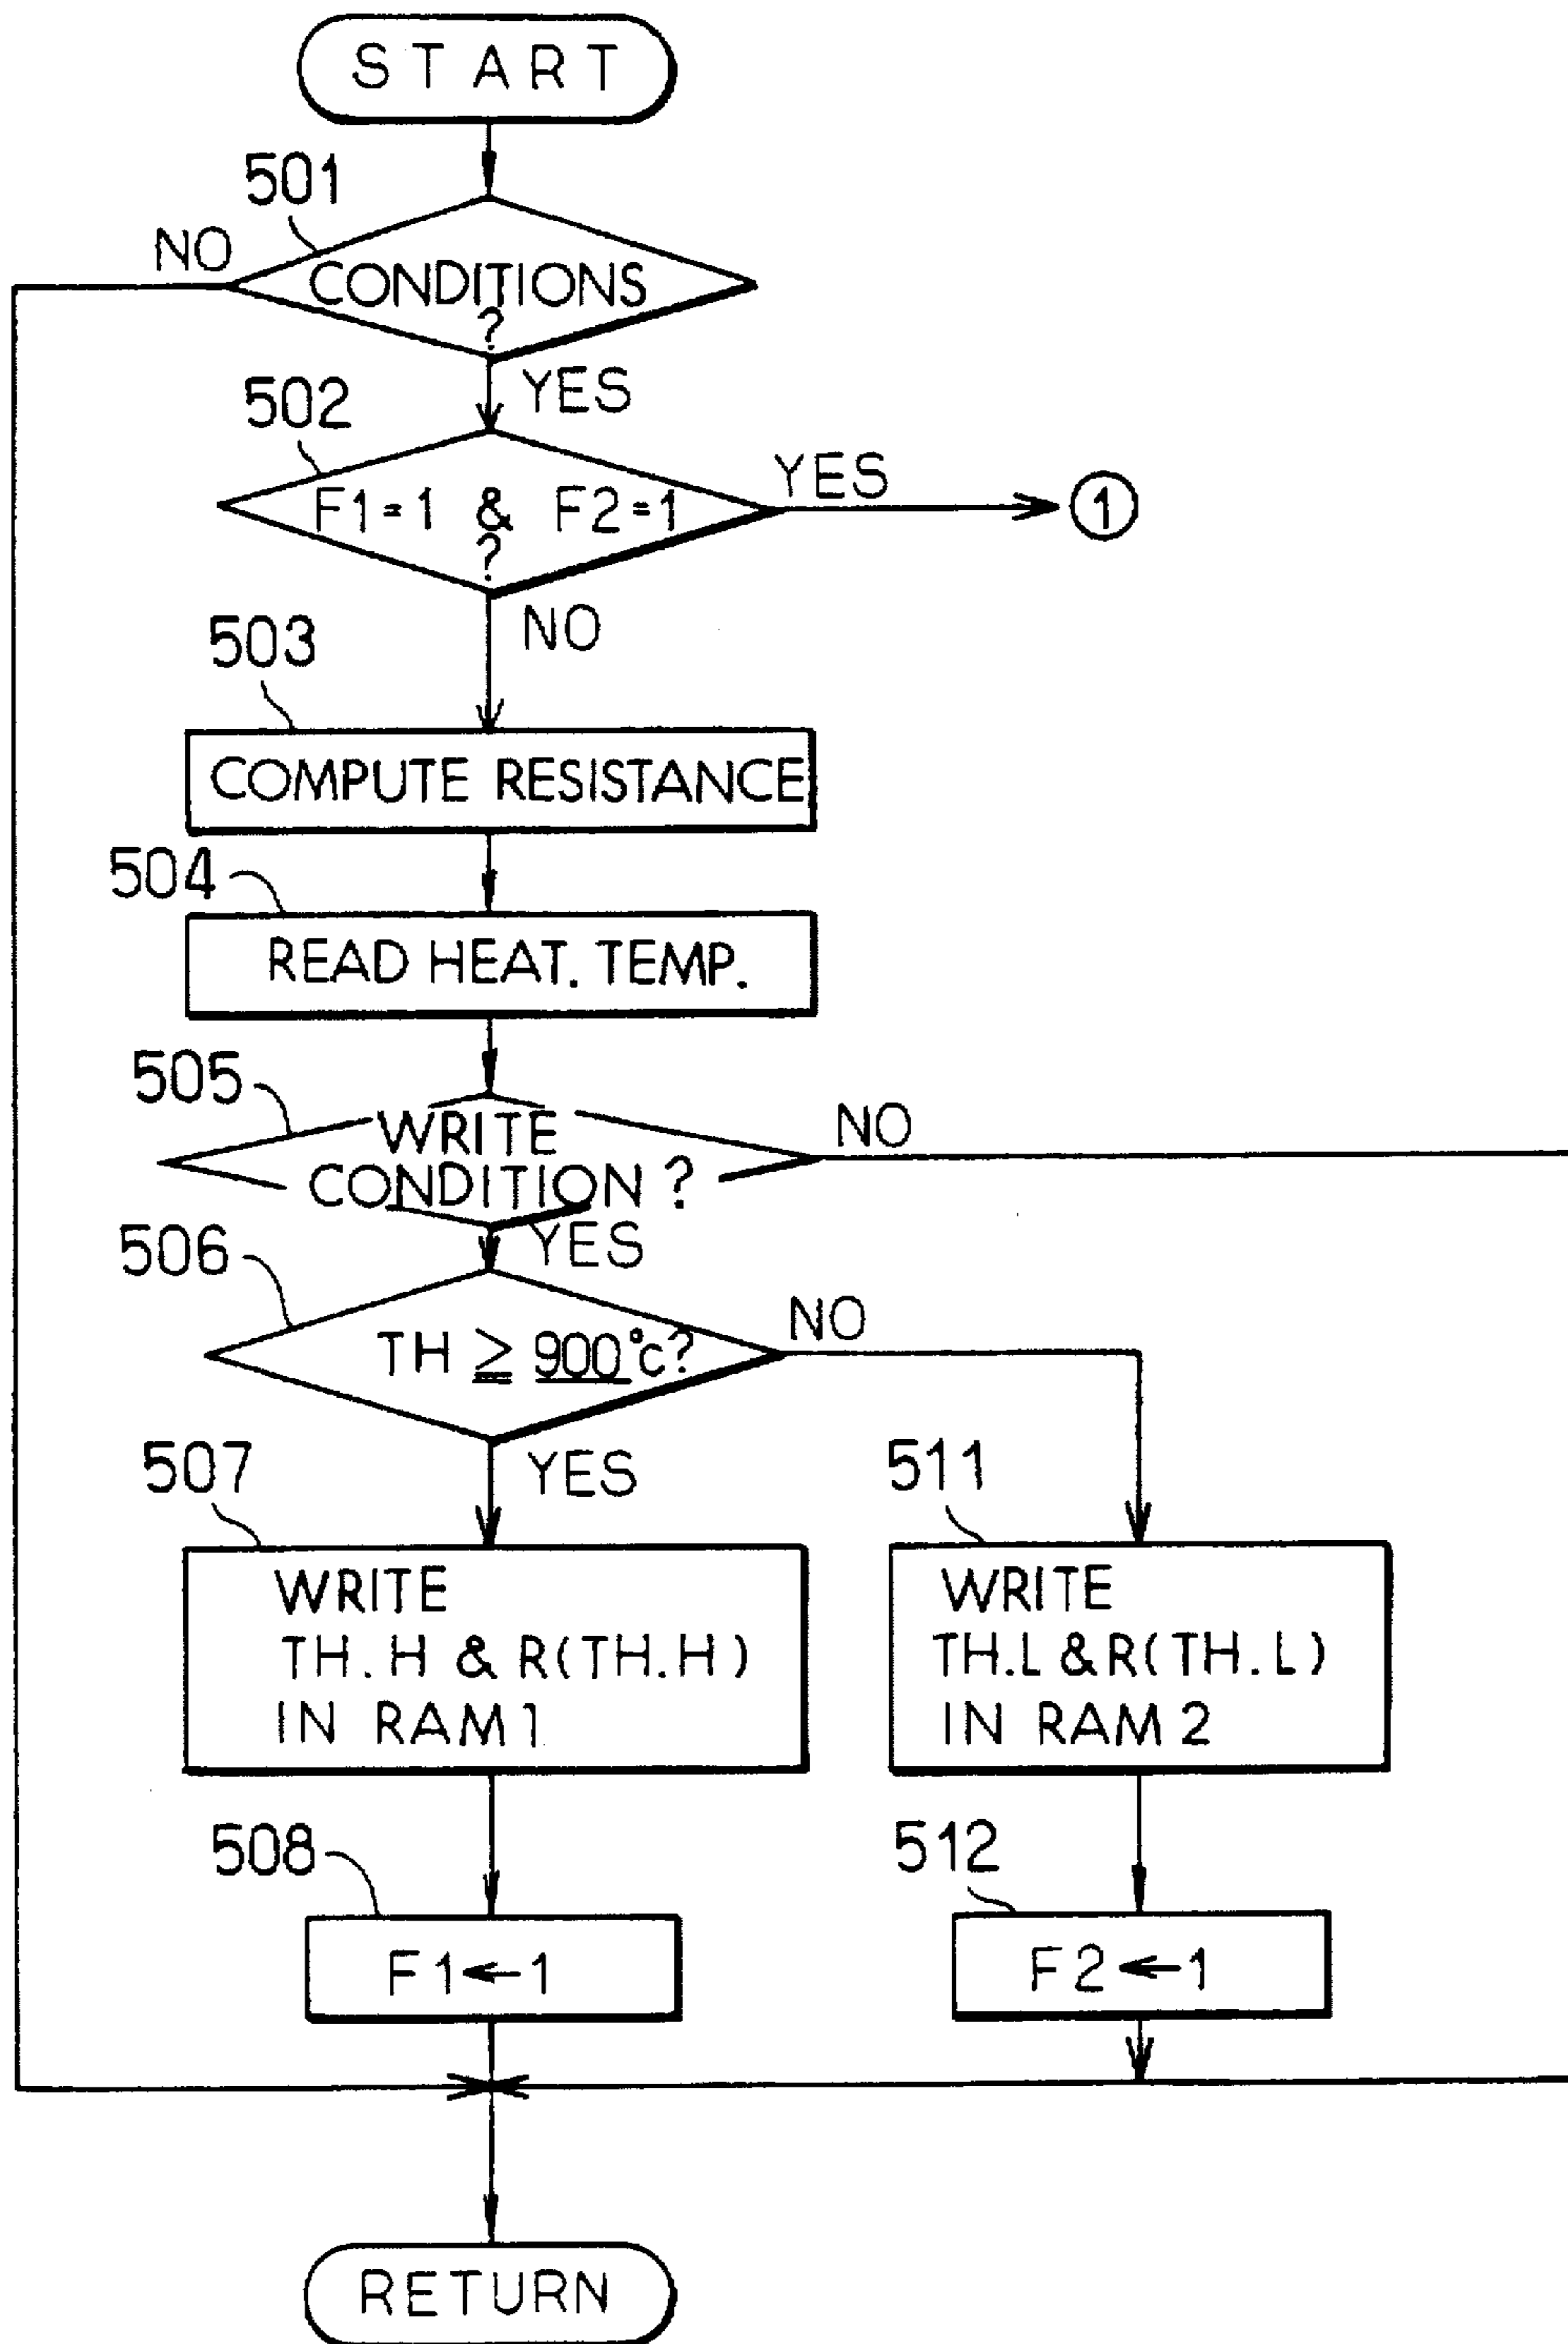 START
501
NO
CONDITIONS
?
YES
502
F1=1 & F2=1
?
YES
1
NO
503
COMPUTE RESISTANCE
504
READ HEAT. TEMP.
505
WRITE
CONDITION ?
NO
YES
506
TH ≧ 900°c?
NO
YES
507
WRITE
TH.H & R(TH.H)
IN RAM1
511
WRITE
TH.L & R(TH.L)
IN RAM 2
508
F1←1
512
F2←1
RETURN